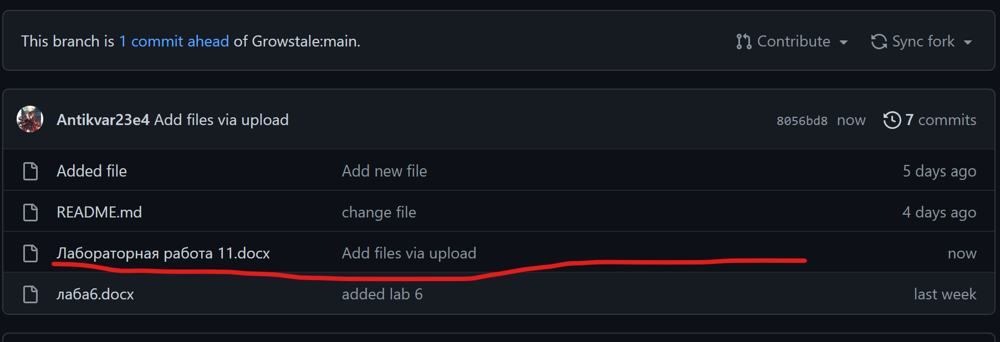 This branch is 1 commit ahead of Growstale:main. Contribute Sync fork
Antikvar23e4 Add files via upload 8056bd8 now 7 commits
Added file Add new file 5 days ago
README.md change file 4 days ago
Лабораторная работа 11.docx Add files via upload now
лаба6.docx added lab 6 last week